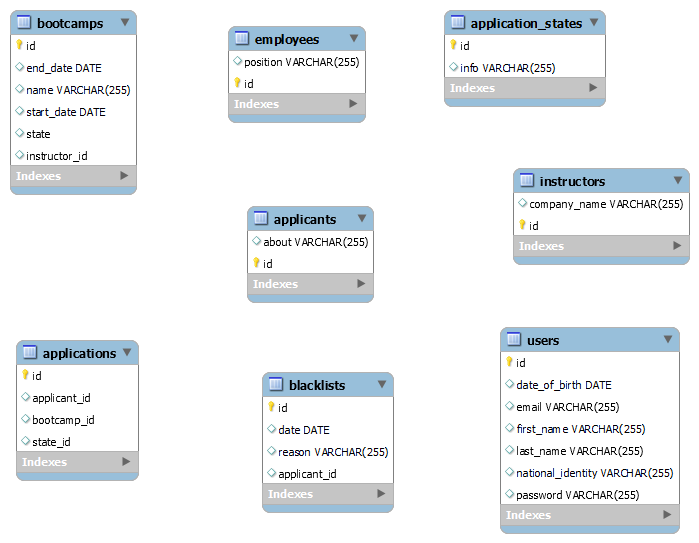 bootcamps
id
end_date DATE
name VARCHAR(255)
start_date DATE
state
instructor_id
Indexes
employees
position VARCHAR(255)
id
Indexes
application_states
id
info VARCHAR(255)
Indexes
applicants
about VARCHAR(255)
id
Indexes
instructors
company_name VARCHAR(255)
id
Indexes
applications
id
applicant_id
bootcamp_id
state_id
Indexes
blacklists
id
date DATE
reason VARCHAR(255)
applicant_id
Indexes
users
id
date_of_birth DATE
email VARCHAR(255)
first_name VARCHAR(255)
last_name VARCHAR(255)
national_identity VARCHAR(255)
password VARCHAR(255)
Indexes